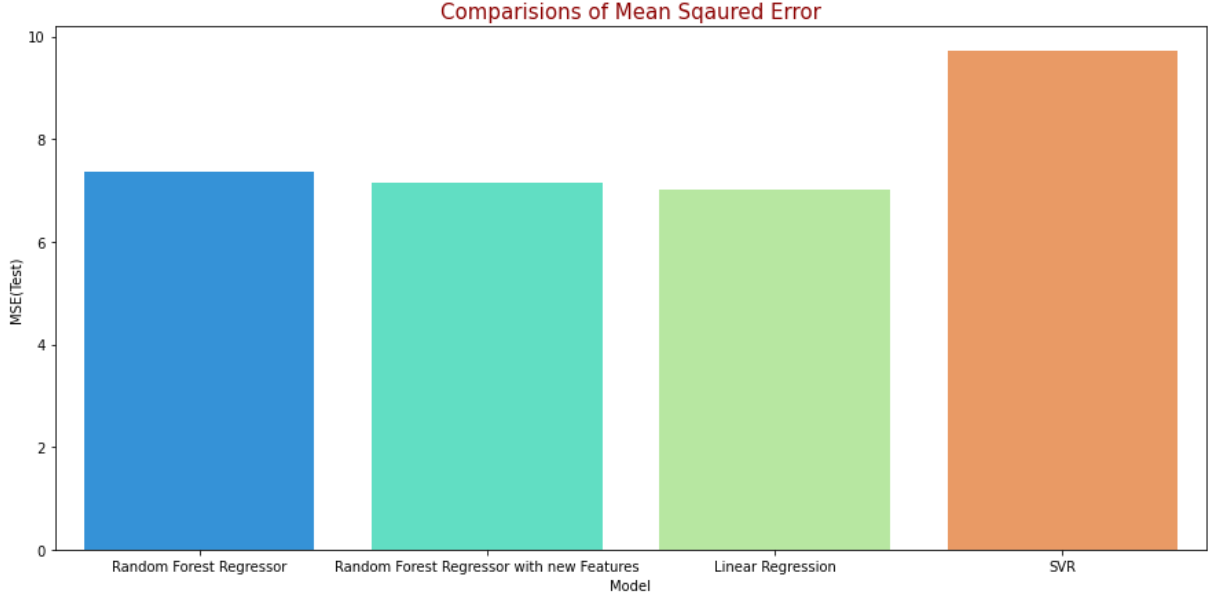 Comparisions of Mean Sqaured Error
10
8
6
4
2
0
MSE(Test)
Random Forest Regressor
Random Forest Regressor with new Features
Linear Regression
SVR
Model